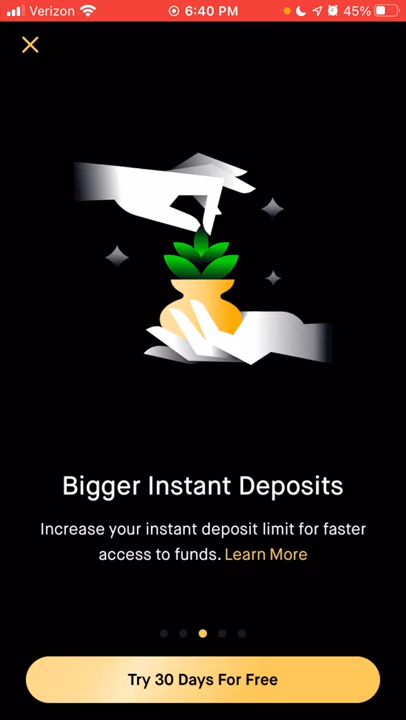 Verizon 6:40 PM 45%
Bigger Instant Deposits
Increase your instant deposit limit for faster
access to funds. Learn More
Try 30 Days For Free